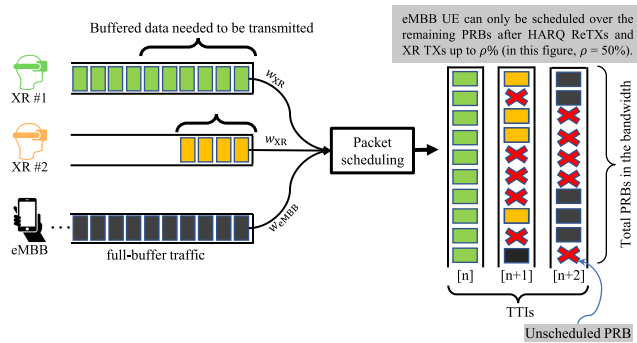 Buffered data needed to be transmitted
eMBB UE can only be scheduled over the
remaining PRBs after HARQ ReTXs and
XR TXs up to ρ% (in this figure, ρ = 50%).
XR #1
w_XR
XR #2
w_XR
Packet
scheduling
Total PRBs in the bandwidth
w_eMBB
eMBB
...
full-buffer traffic
[n]
[n+1]
[n+2]
TTIs
Unscheduled PRB